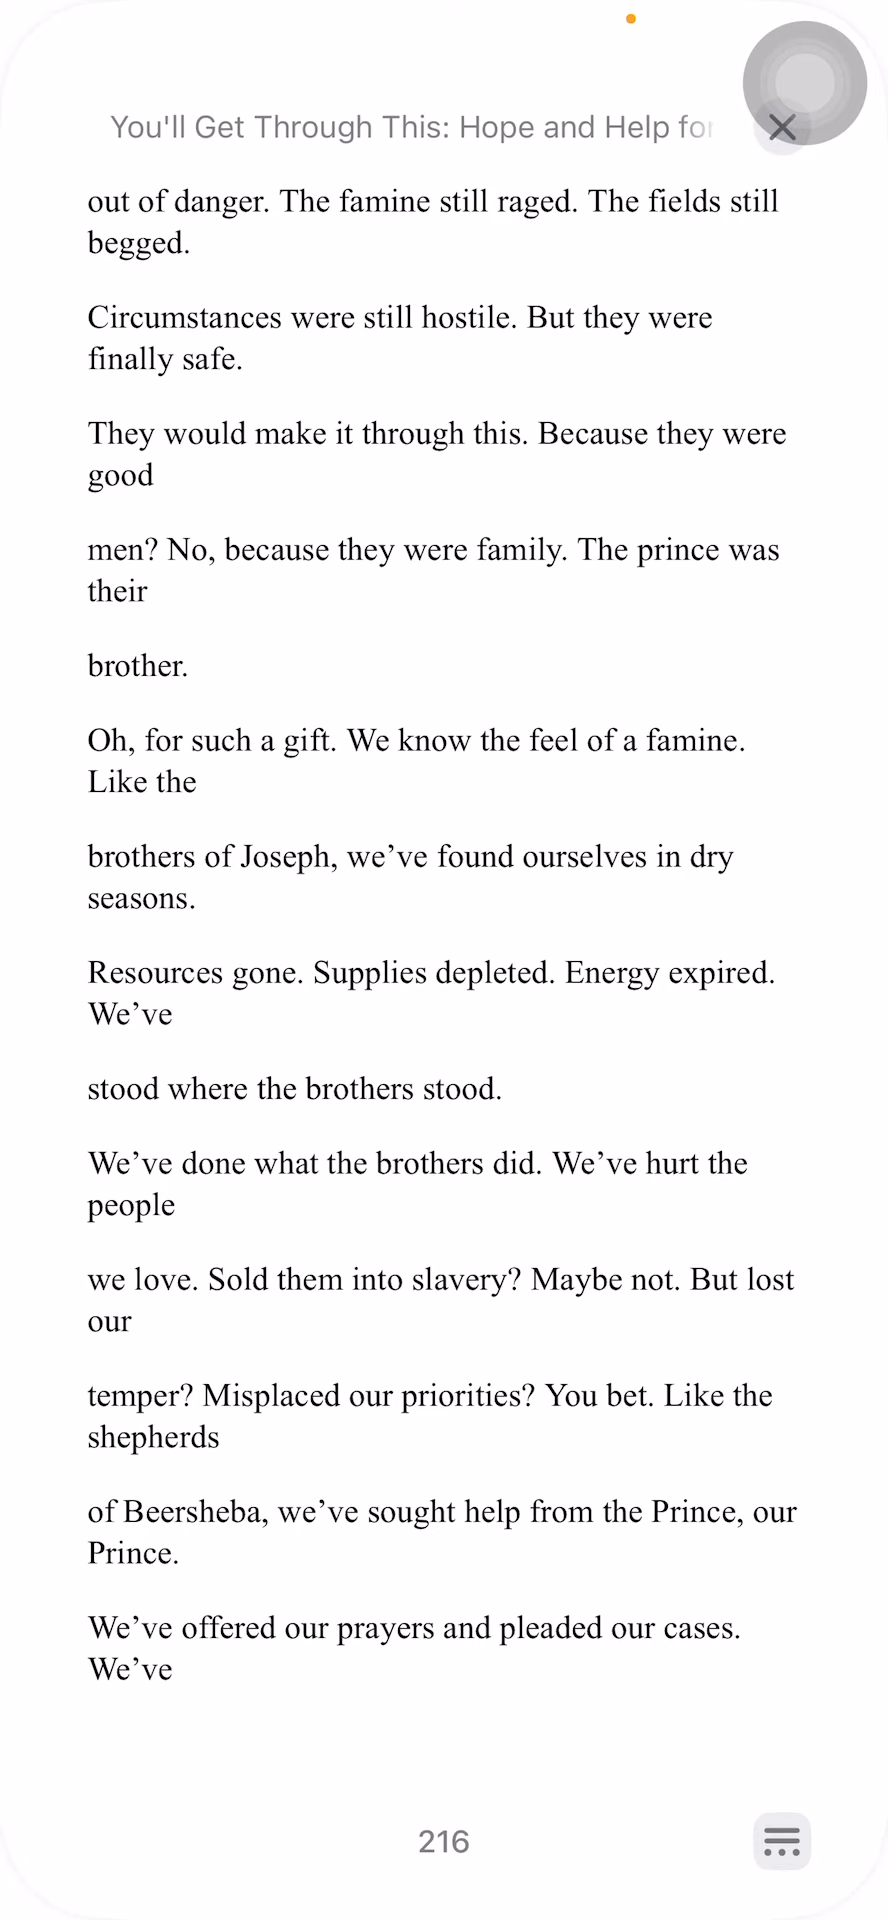 You'll Get Through This: Hope and Help for
out of danger. The famine still raged. The fields still
begged.
Circumstances were still hostile. But they were
finally safe.
They would make it through this. Because they were
good
men? No, because they were family. The prince was
their
brother.
Oh, for such a gift. We know the feel of a famine.
Like the
brothers of Joseph, we’ve found ourselves in dry
seasons.
Resources gone. Supplies depleted. Energy expired.
We’ve
stood where the brothers stood.
We’ve done what the brothers did. We’ve hurt the
people
we love. Sold them into slavery? Maybe not. But lost
our
temper? Misplaced our priorities? You bet. Like the
shepherds
of Beersheba, we’ve sought help from the Prince, our
Prince.
We’ve offered our prayers and pleaded our cases.
We’ve
216